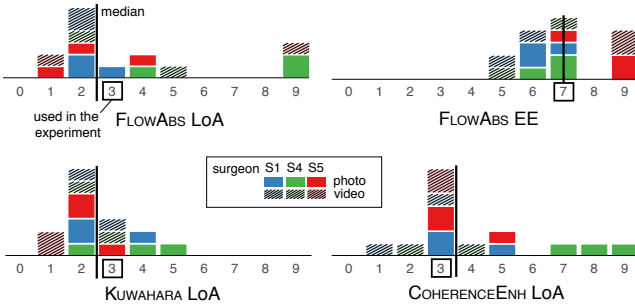 median
0 1 2 3 4 5 6 7 8 9
0 1 2 3 4 5 6 7 8 9
used in the
experiment
FLOWABS LOA
FLOWABS EE
surgeon S1 S4 S5
photo
video
0 1 2 3 4 5 6 7 8 9
0 1 2 3 4 5 6 7 8 9
KUWAHARA LOA
COHERENCEENH LOA